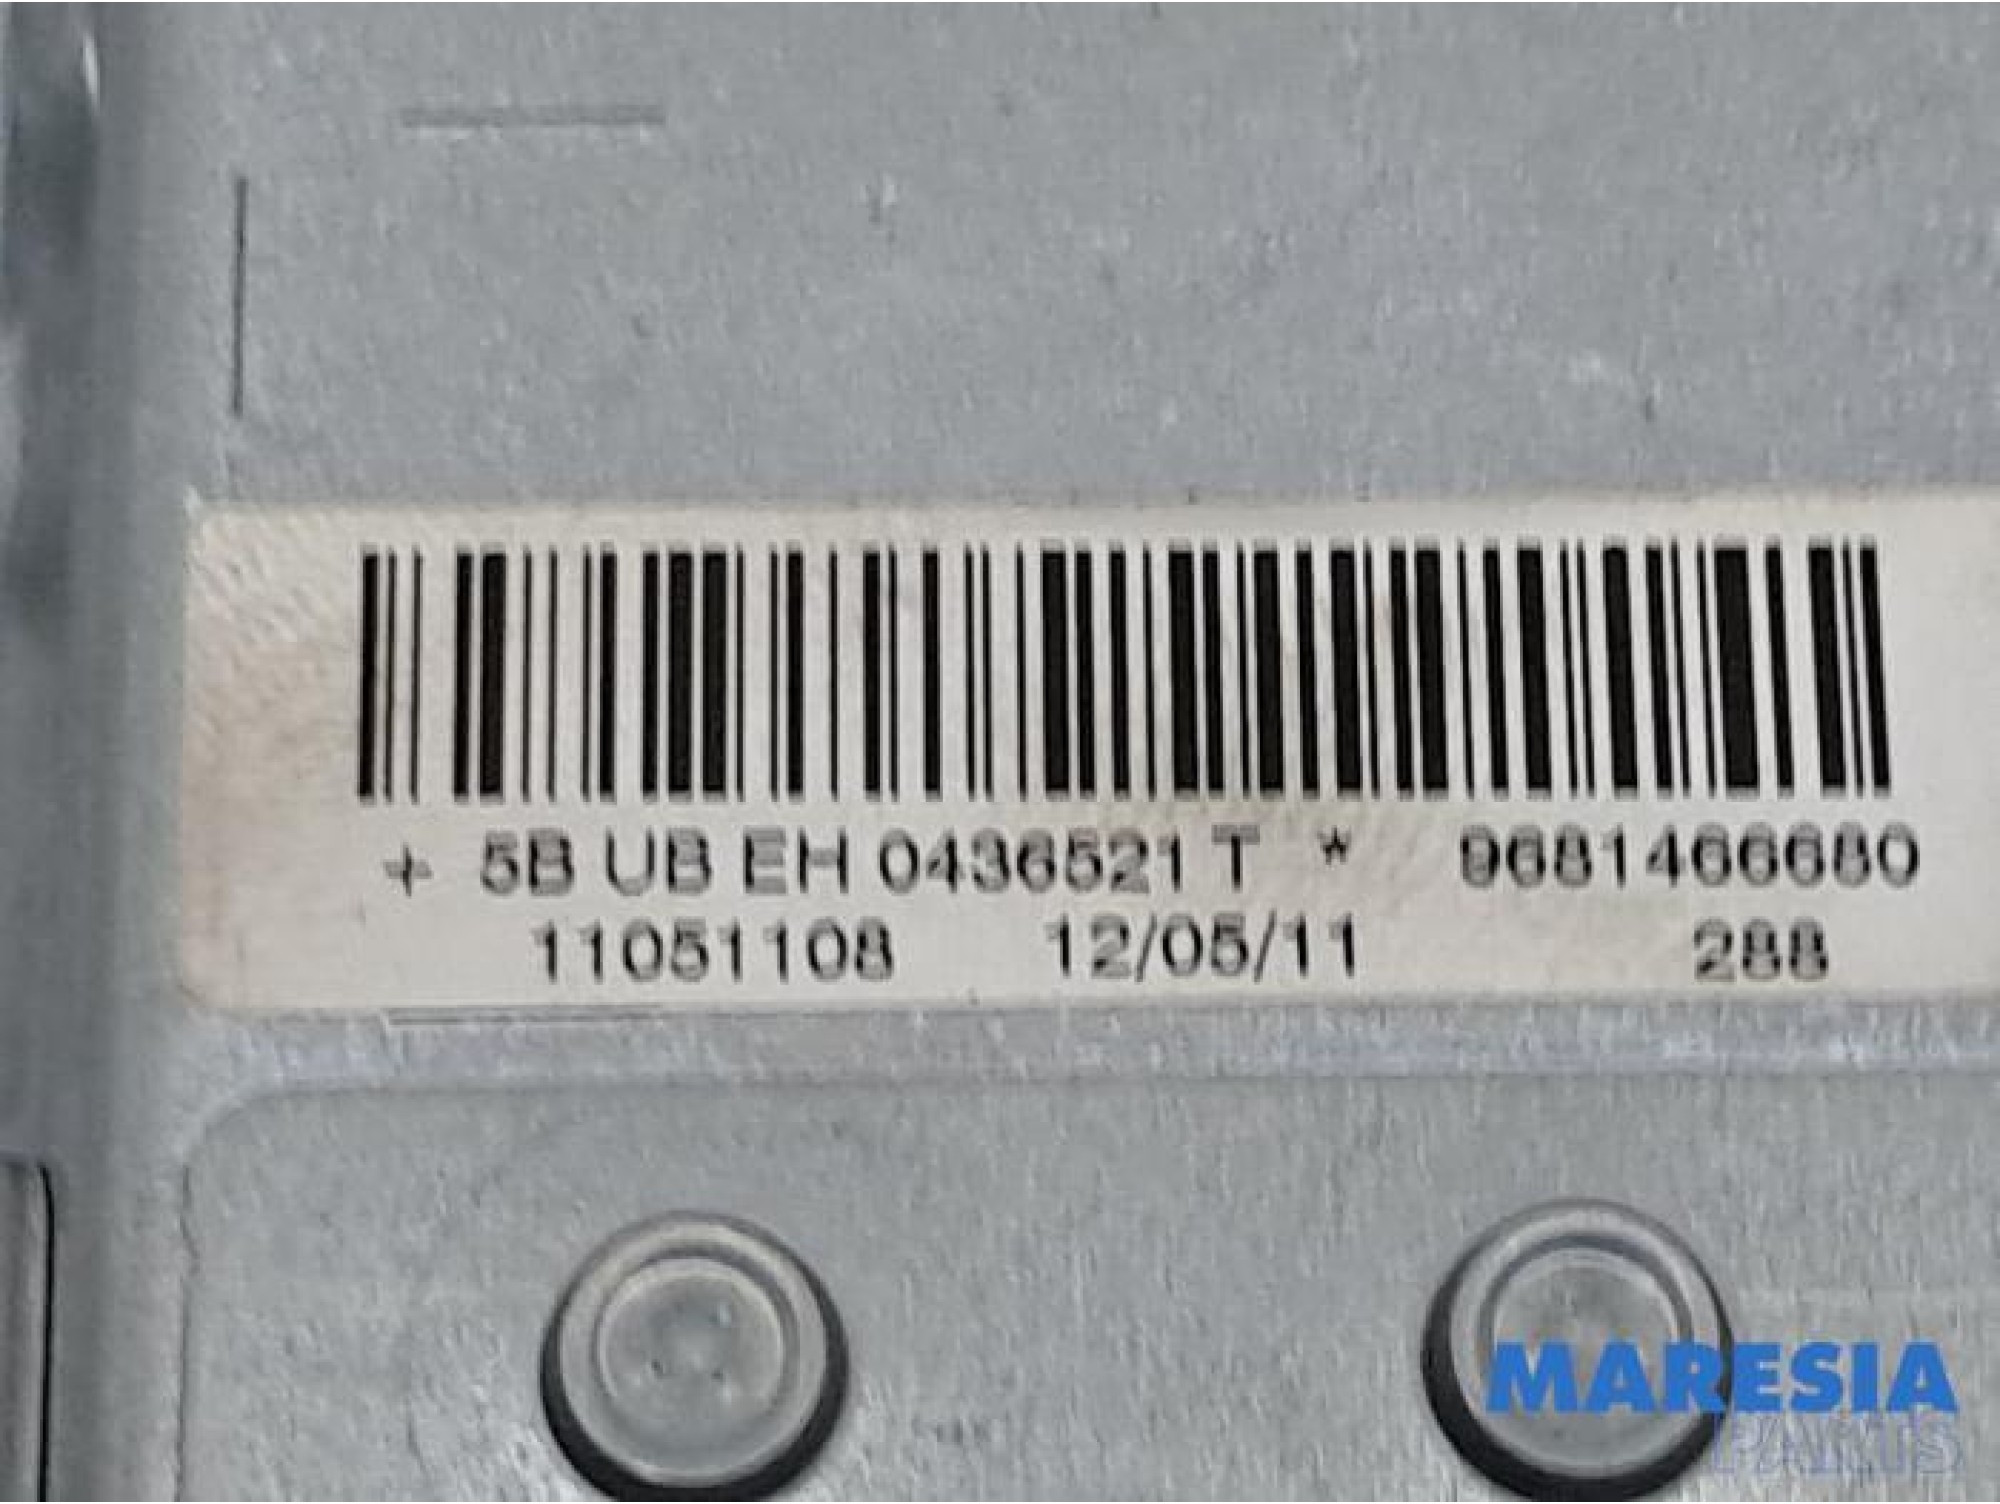 + 5B UB EH 0436521 T * 9681466680
11051108 12/05/11 288
MARESIA
PARTS